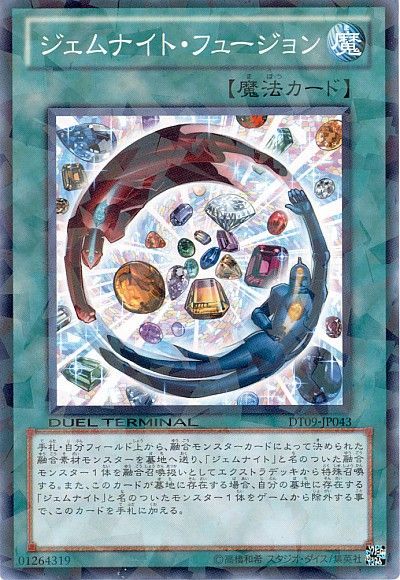 ジェムナイト・フュージョン 魔
【魔法カード】
DUEL TERMINAL DT09-JP043
手札・自分フィールド上から、融合モンスターカードによって決められた
融合素材モンスターを墓地へ送り、「ジェムナイト」と名のついた融合
モンスター1体を融合召喚扱いとしてエクストラデッキから特殊召喚
する。また、このカードが墓地に存在する場合、自分の墓地に存在する
「ジェムナイト」と名のついたモンスター1体をゲームから除外する事
で、このカードを手札に加える。
01264319 ©高橋和希 スタジオ・ダイス/集英社